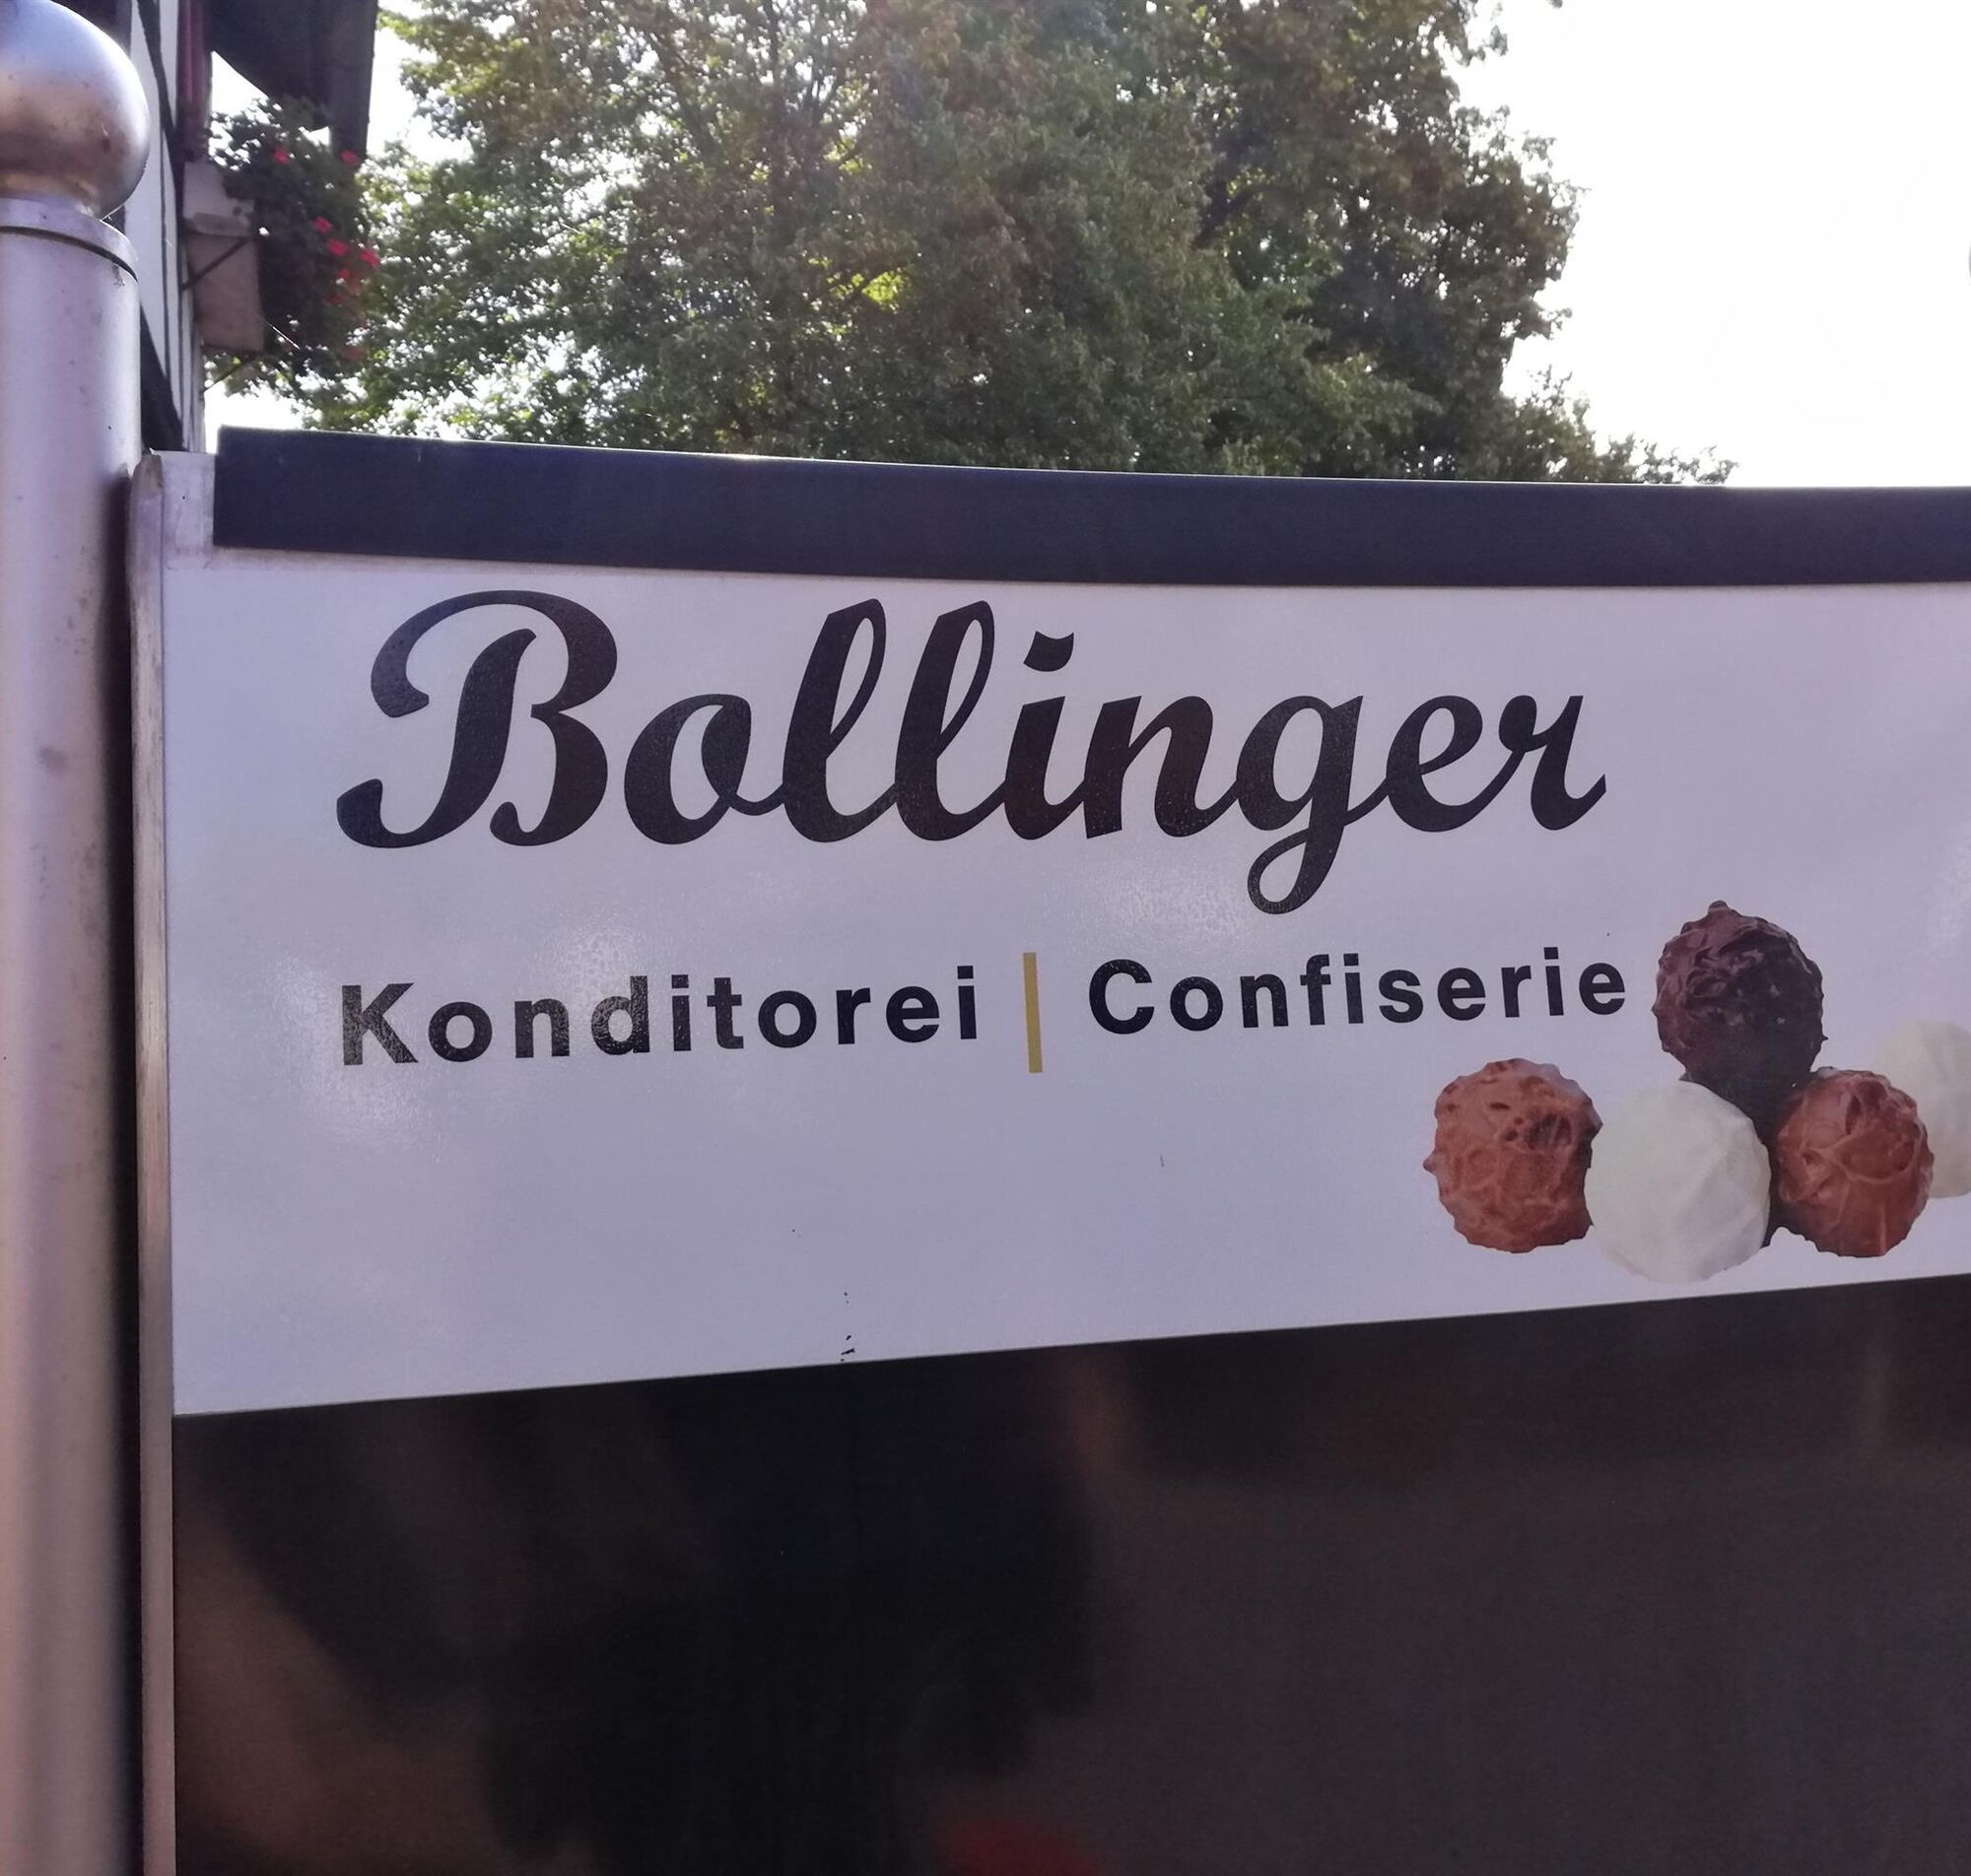 Bollinger
Konditorei | Confiserie